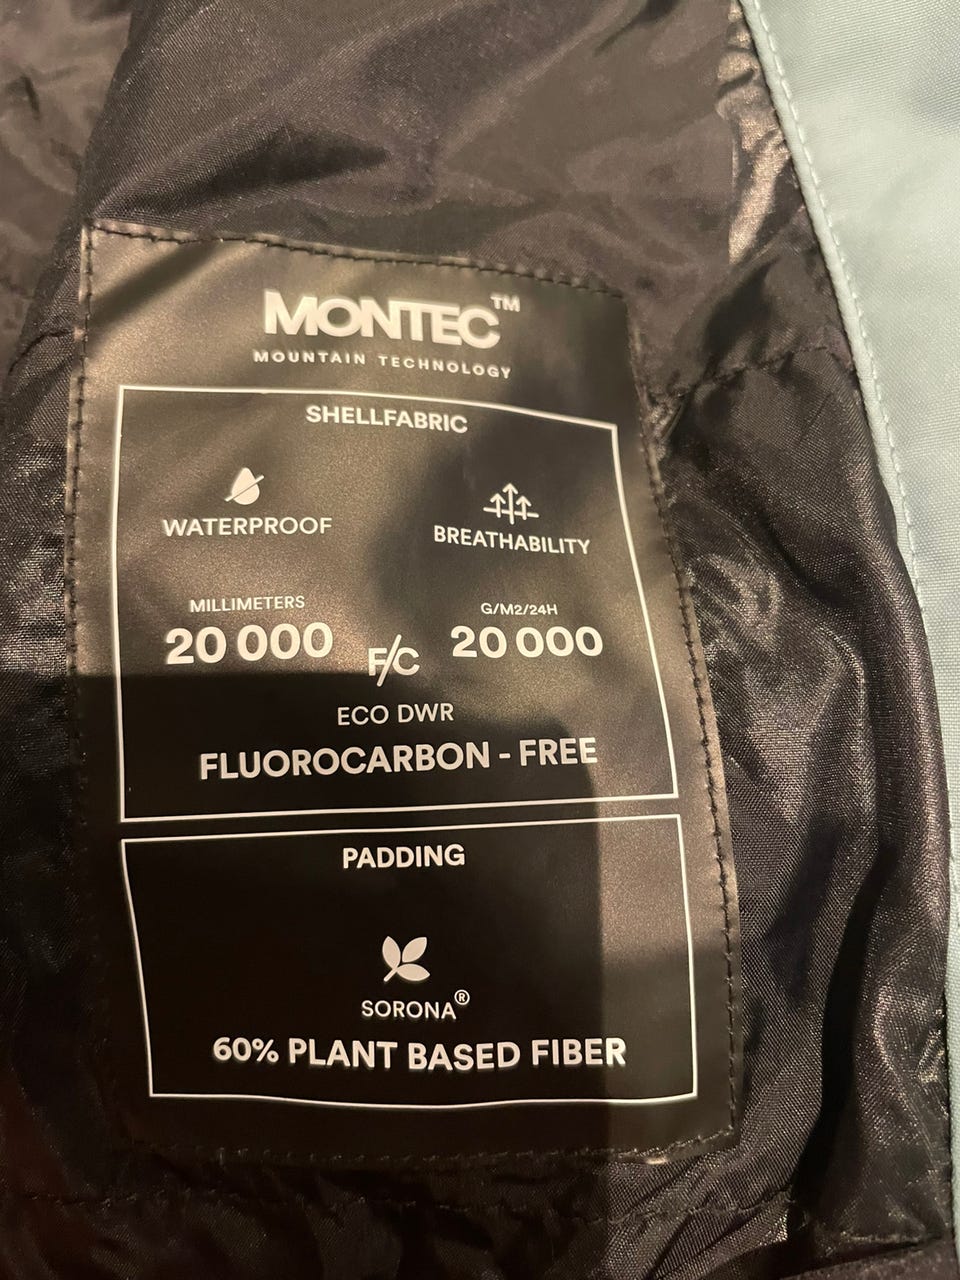 MONTEC™
MOUNTAIN TECHNOLOGY
SHELLFABRIC
WATERPROOF
BREATHABILITY
MILLIMETERS
G/M2/24H
20 000
F/C
20 000
ECO DWR
FLUOROCARBON - FREE
PADDING
SORONA®
60% PLANT BASED FIBER